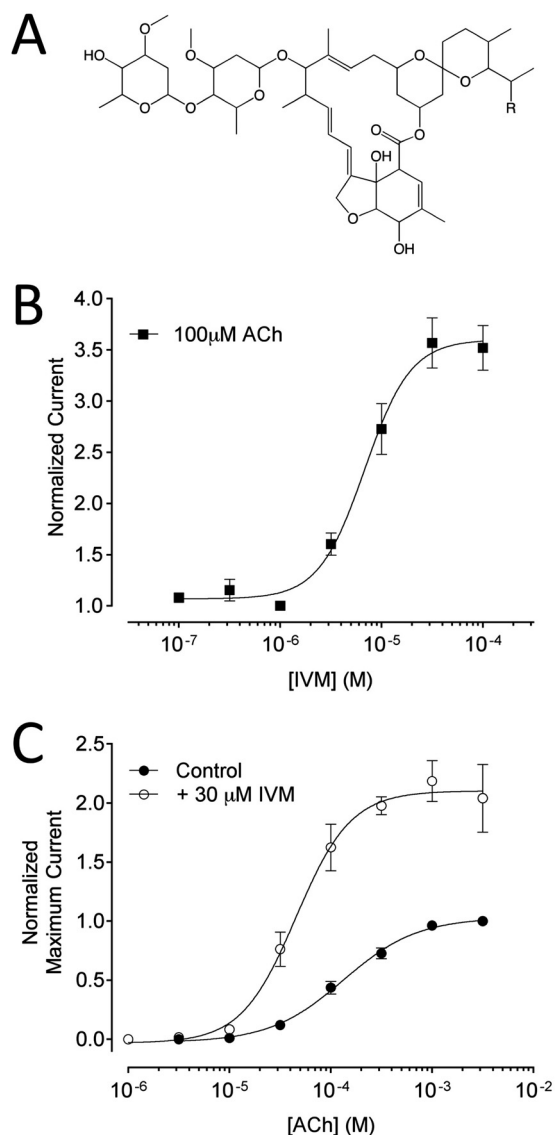 A
O
HO O O O
O
O O O R
O O
OH
O
OH
B
Normalized Current
4.0
3.5
3.0
2.5
2.0
1.5
1.0
100μM ACh
10-7 10-6 10-5 10-4
[IVM] (M)
C
Normalized
Maximum Current
2.5
2.0
1.5
1.0
0.5
0.0
Control
+ 30 μM IVM
10-6 10-5 10-4 10-3 10-2
[ACh] (M)